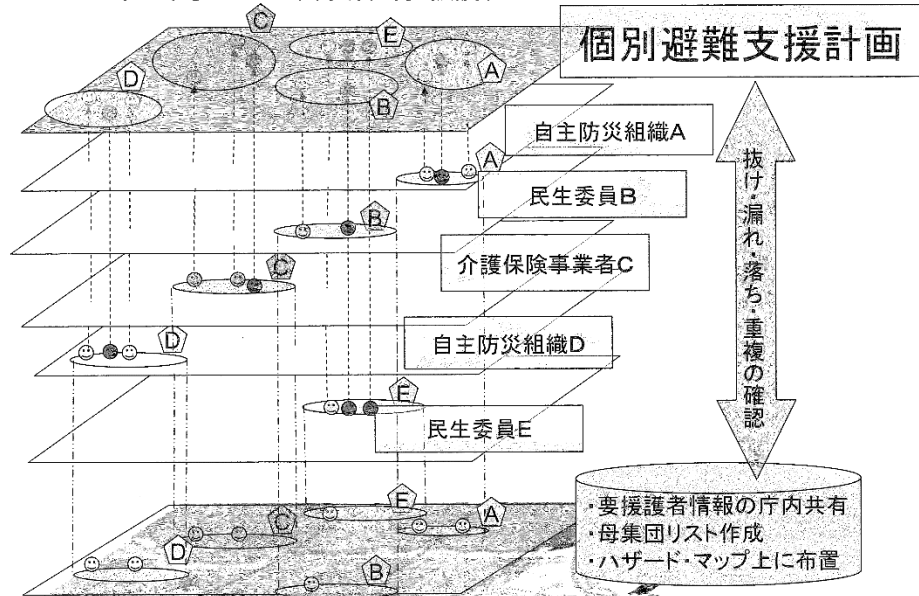 個別避難支援計画
C
E
A
D
B
自主防災組織A
A
民生委員B
B
介護保険事業者C
C
自主防災組織D
D
民生委員E
E
抜け・漏れ・落ち・重複の確認
・要援護者情報の庁内共有
・母集団リスト作成
・ハザード・マップ上に布置
E
C
A
D
B